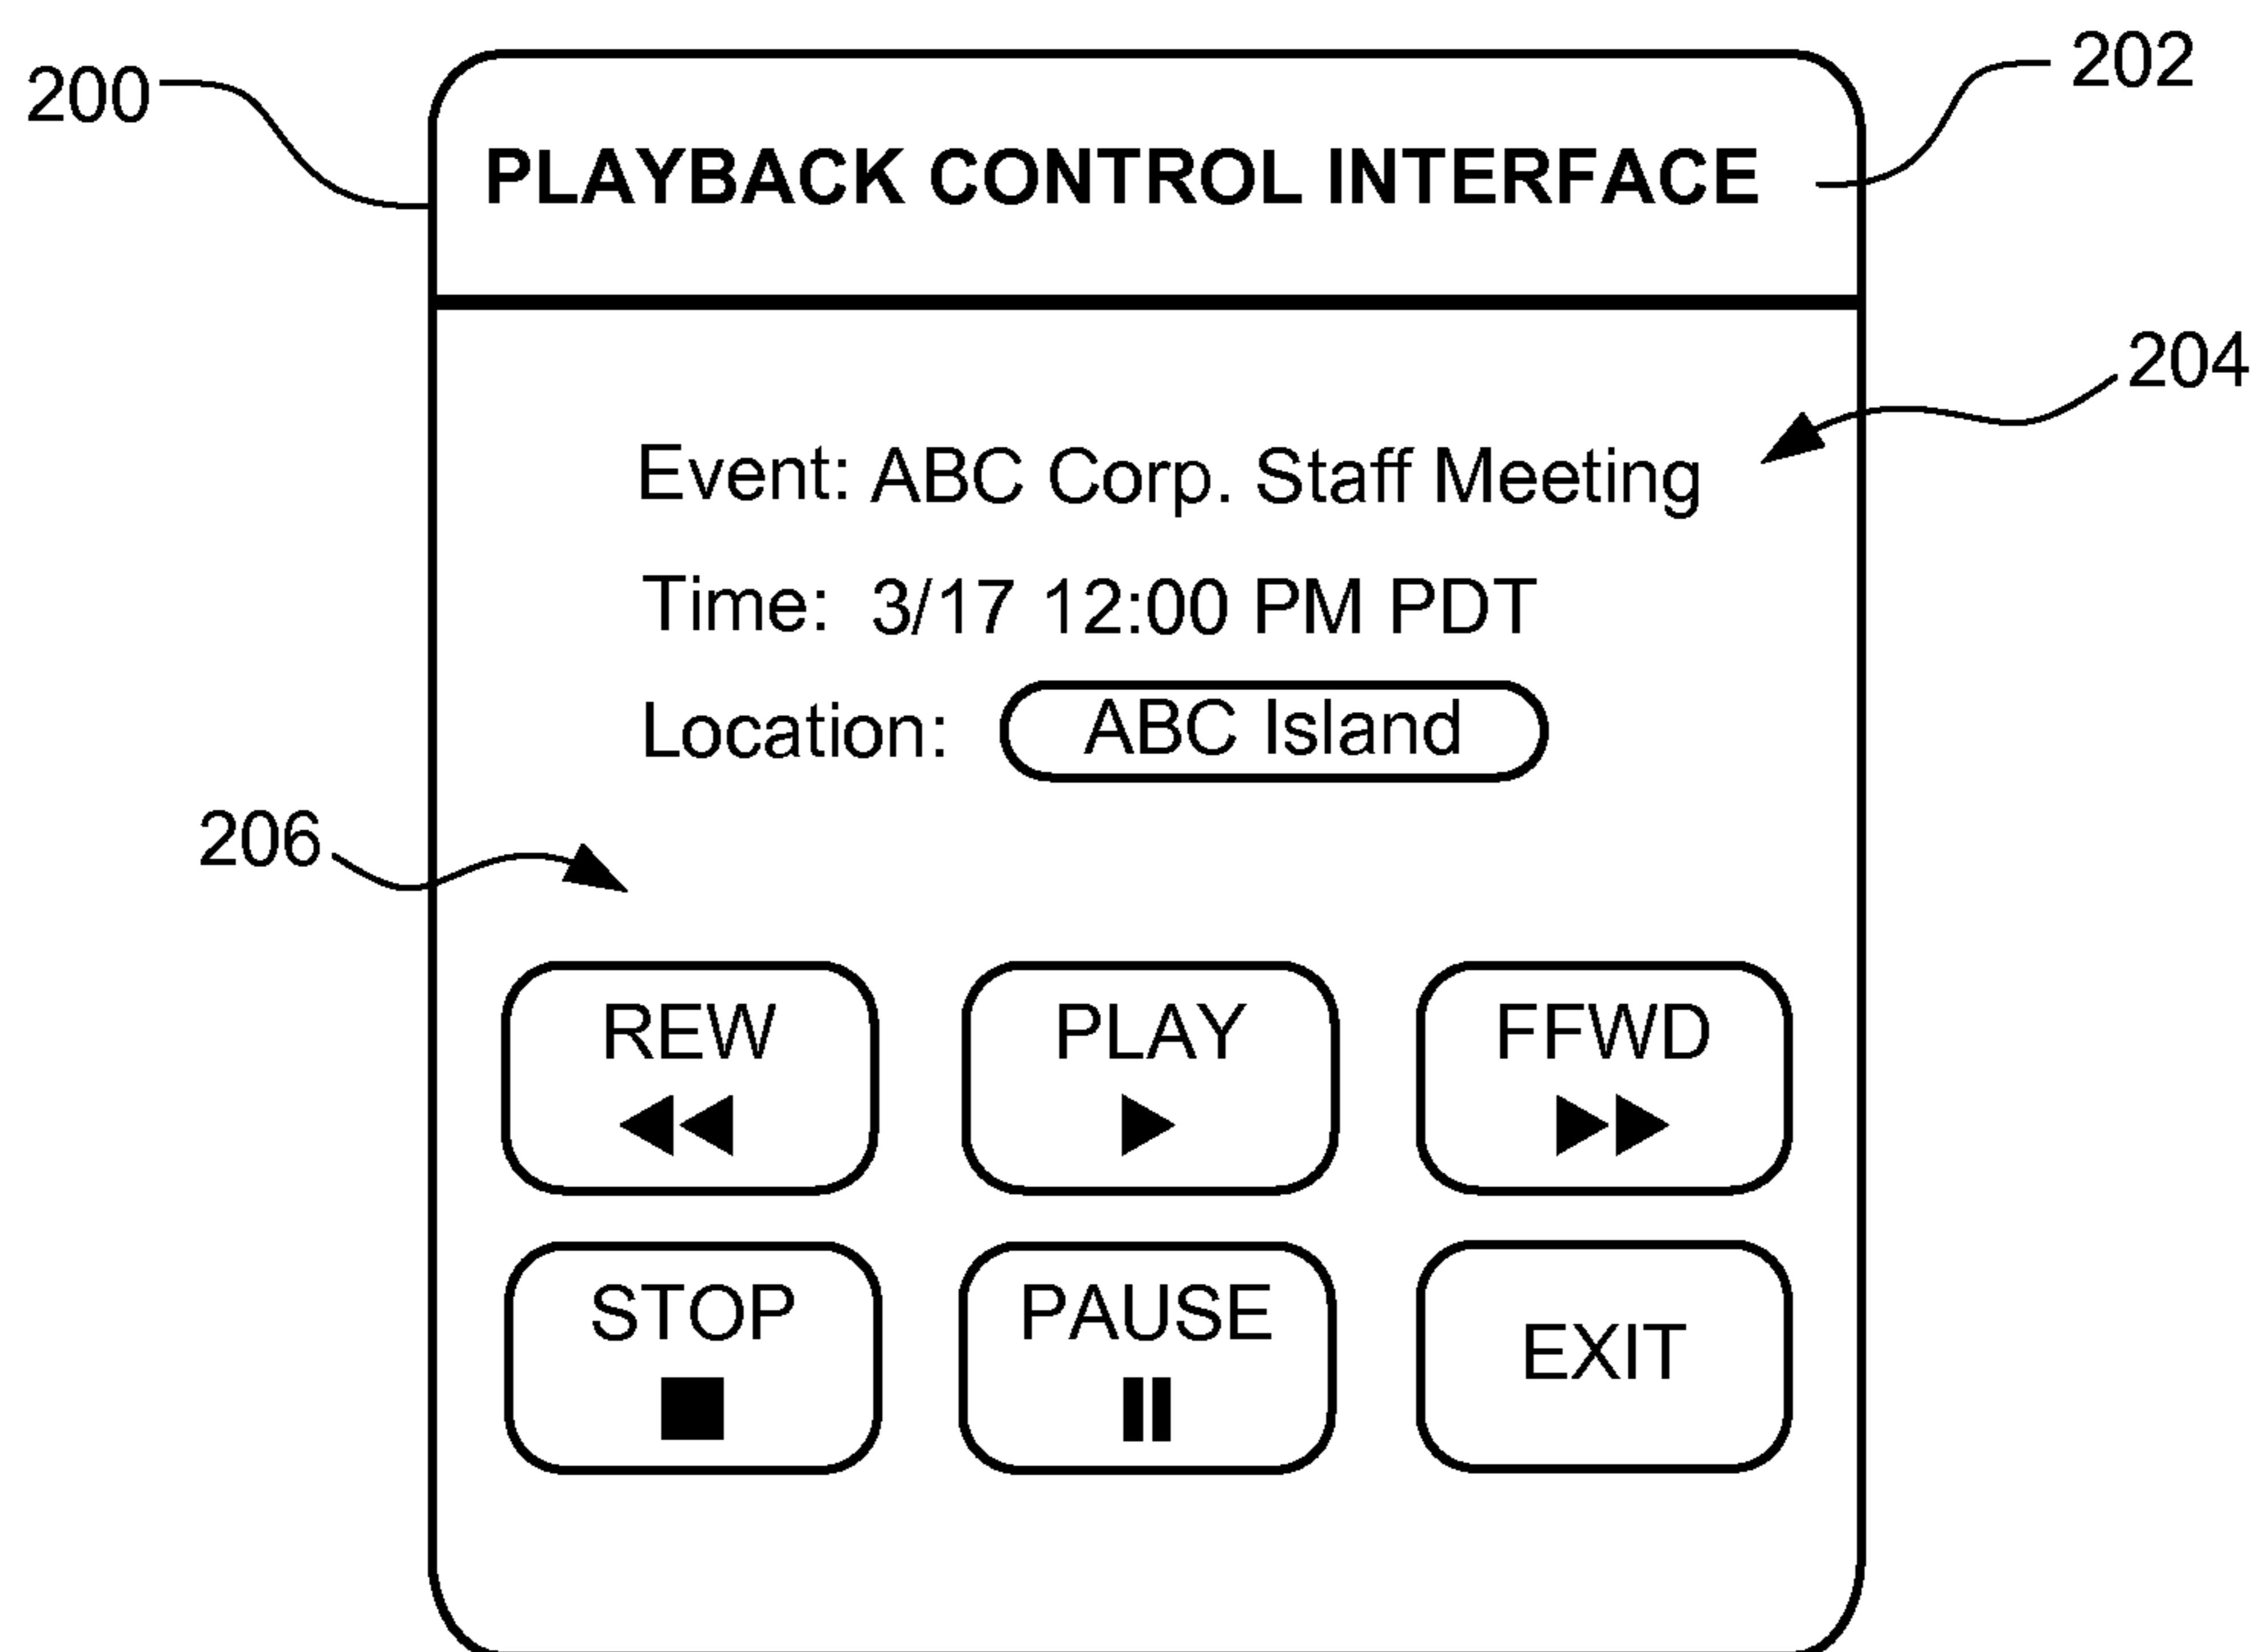 200
202
PLAYBACK CONTROL INTERFACE
204
Event: ABC Corp. Staff Meeting
Time: 3/17 12:00 PM PDT
Location: ABC Island
206
REW
PLAY
FFWD
STOP
PAUSE
EXIT